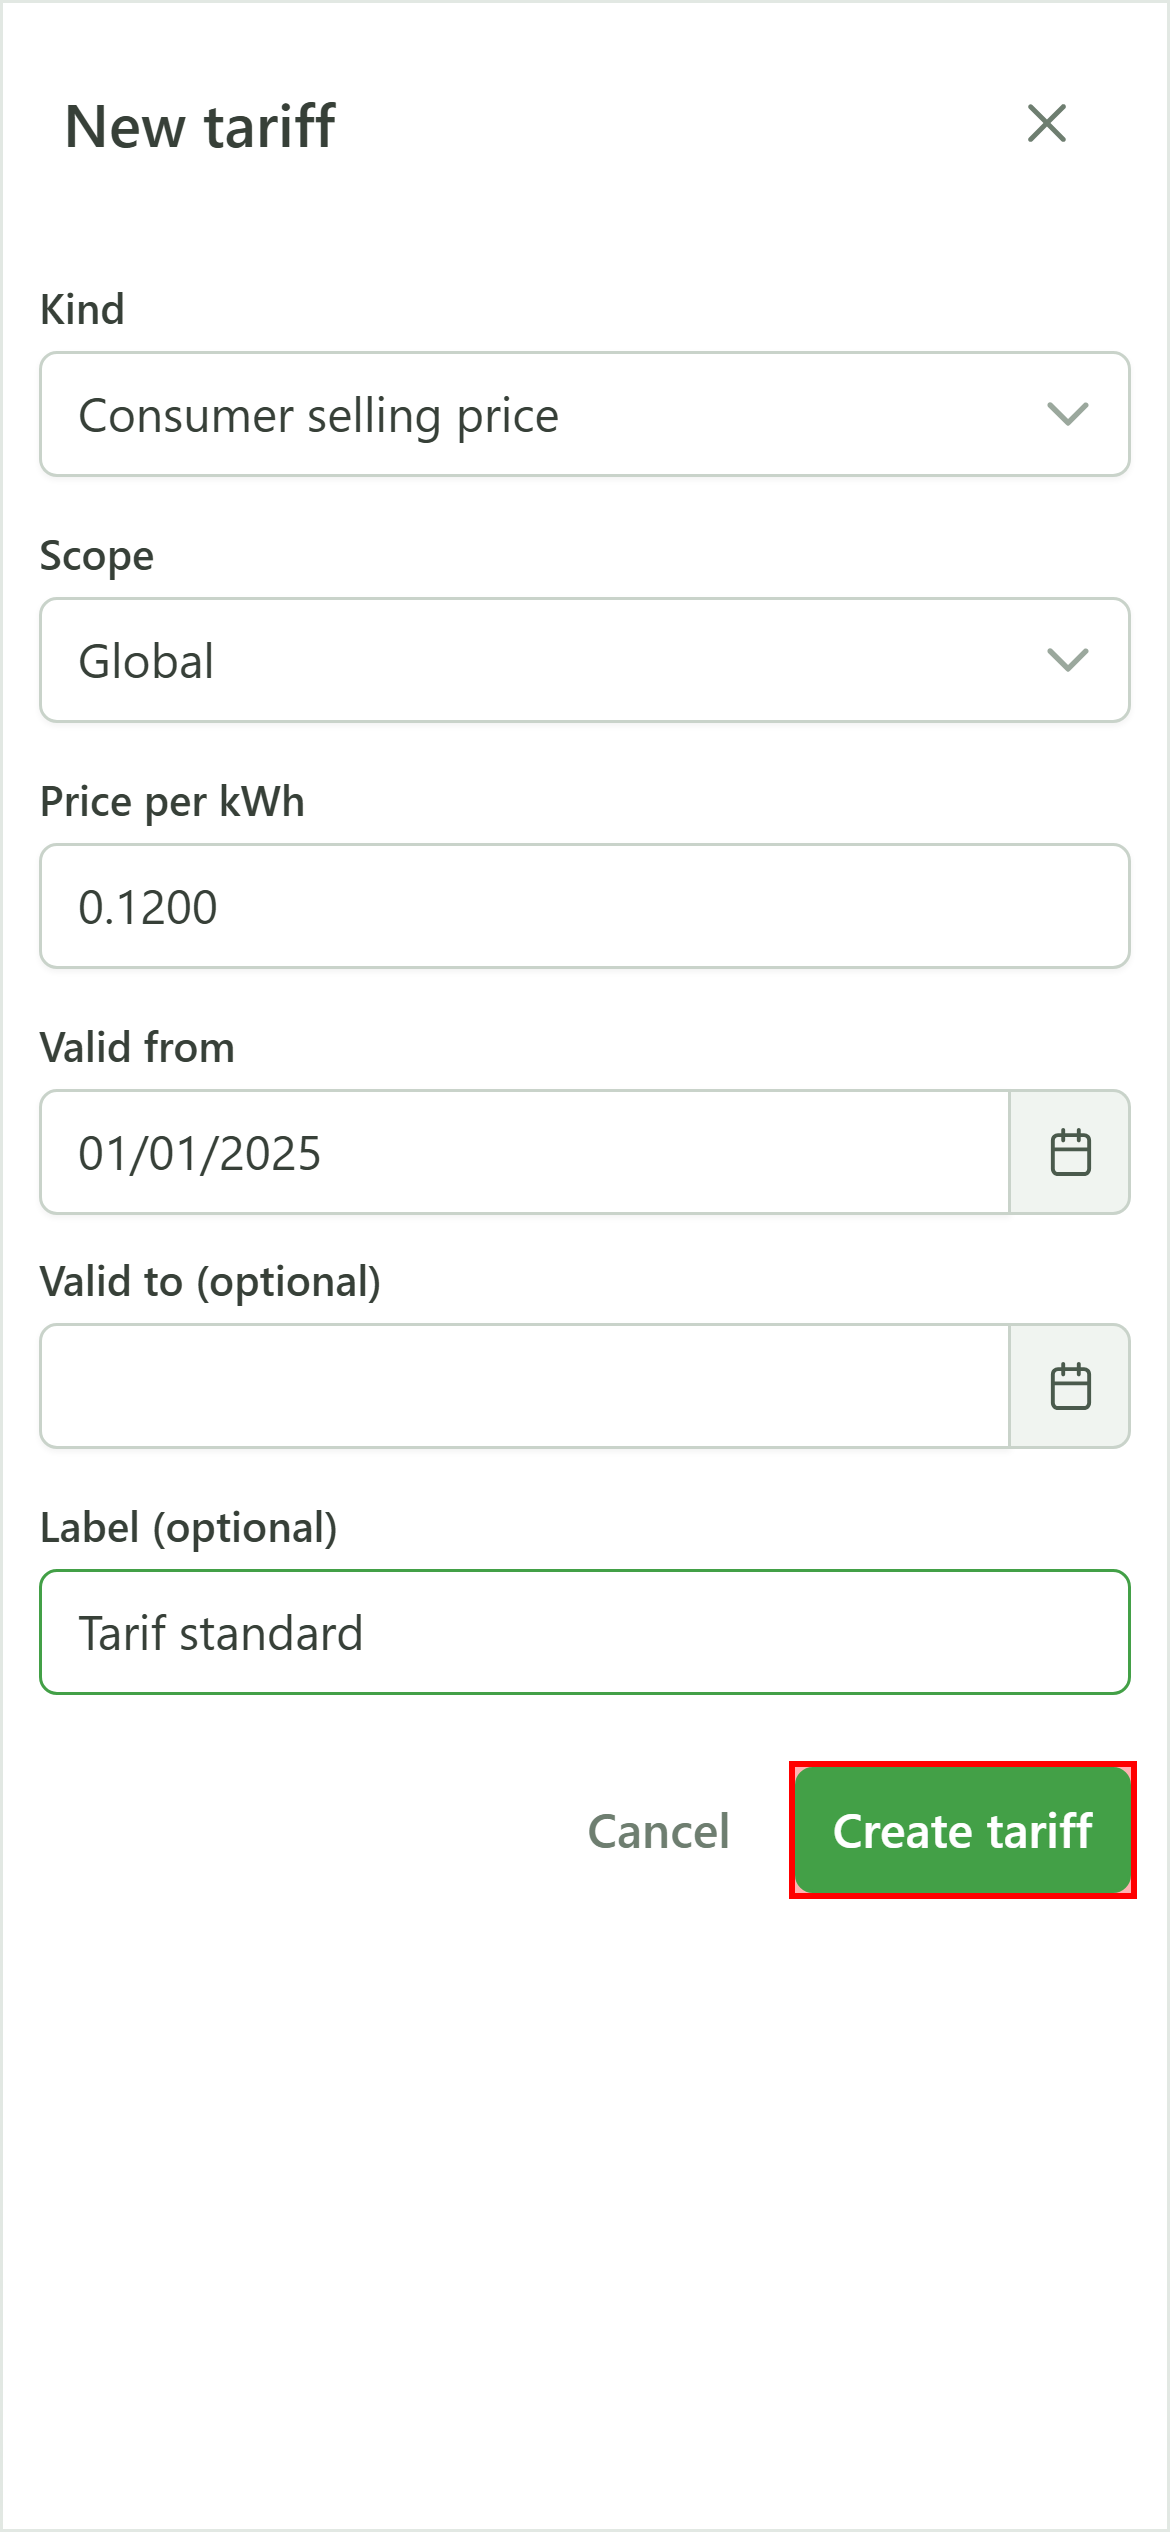 New tariff
Kind
Consumer selling price
Scope
Global
Price per kWh
0.1200
Valid from
01/01/2025
Valid to (optional)
Label (optional)
Tarif standard
Cancel
Create tariff